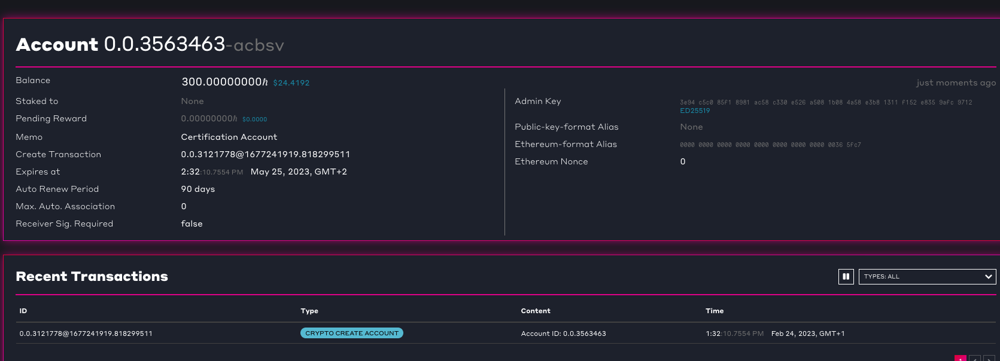 Account 0.0.3563463-acbsv
Balance 300.00000000ℏ $24.4192 just moments ago
Staked to None
Pending Reward 0.00000000ℏ $0.0000
Memo Certification Account
Create Transaction 0.0.3121778@1677241919.818299511
Expires at 2:32:10.7554 PM May 25, 2023, GMT+2
Auto Renew Period 90 days
Max. Auto. Association 0
Receiver Sig. Required false
Admin Key 3e94 c5c0 85f1 8981 ac58 c330 e526 a508 1b08 4a58 e3b8 1311 f152 e835 9afc 9712
ED25519
Public-key-format Alias None
Ethereum-format Alias 0000 0000 0000 0000 0000 0000 0000 0000 0036 5fc7
Ethereum Nonce 0
Recent Transactions TYPES: ALL
ID Type Content Time
0.0.3121778@1677241919.818299511 CRYPTO CREATE ACCOUNT Account ID: 0.0.3563463 1:32:10.7554 PM Feb 24, 2023, GMT+1
1